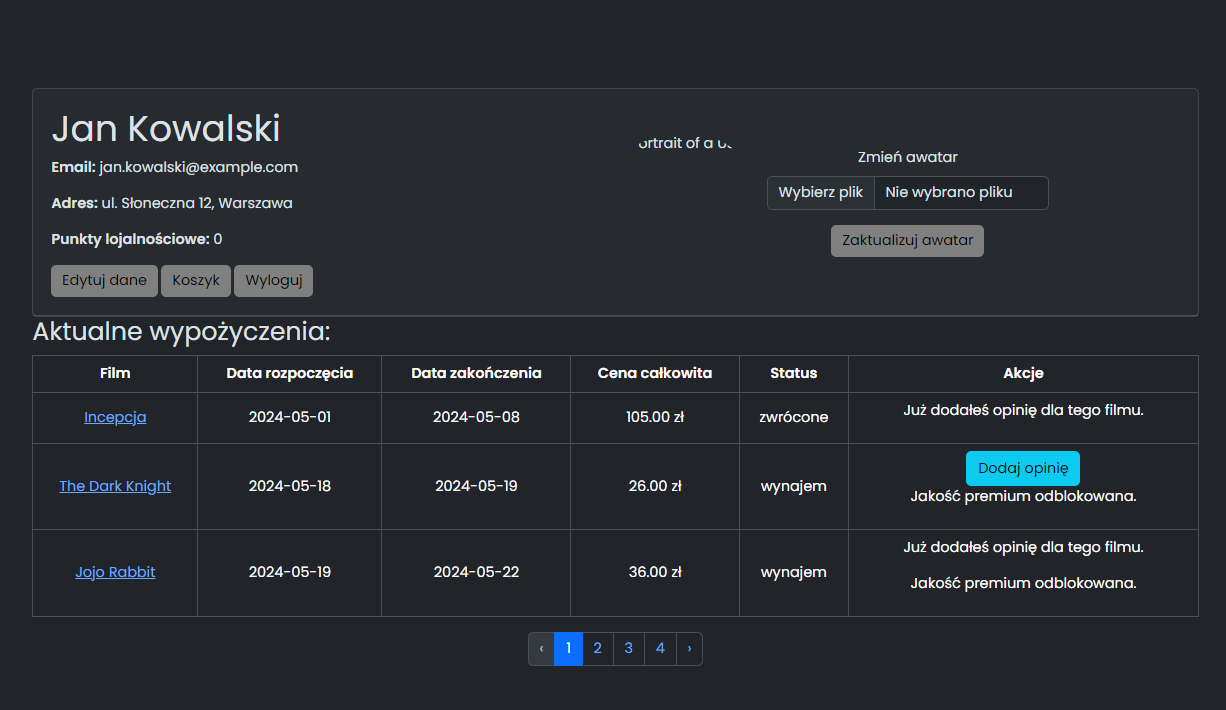 Jan Kowalski
Email: jan.kowalski@example.com
Adres: ul. Słoneczna 12, Warszawa
Punkty lojalnościowe: 0
Edytuj dane Koszyk Wyloguj
ortrait of a
Zmień awatar
Wybierz plik Nie wybrano pliku
Zaktualizuj awatar
Aktualne wypożyczenia:
Film Data rozpoczęcia Data zakończenia Cena całkowita Status Akcje
Incepcja 2024-05-01 2024-05-08 105.00 zł zwrócone Już dodałeś opinię dla tego filmu.
The Dark Knight 2024-05-18 2024-05-19 26.00 zł wynajem Dodaj opinię
Jakość premium odblokowana.
Jojo Rabbit 2024-05-19 2024-05-22 36.00 zł wynajem Już dodałeś opinię dla tego filmu.
Jakość premium odblokowana.
‹ 1 2 3 4 ›